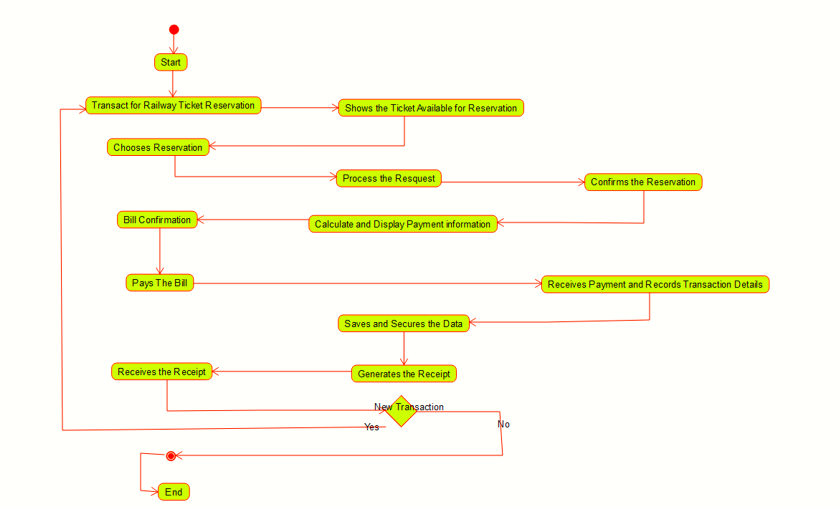 Start
Transact for Railway Ticket Reservation
Shows the Ticket Available for Reservation
Chooses Reservation
Process the Resquest
Confirms the Reservation
Bill Confirmation
Calculate and Display Payment information
Pays The Bill
Receives Payment and Records Transaction Details
Saves and Secures the Data
Receives the Receipt
Generates the Receipt
New Transaction
Yes
No
End